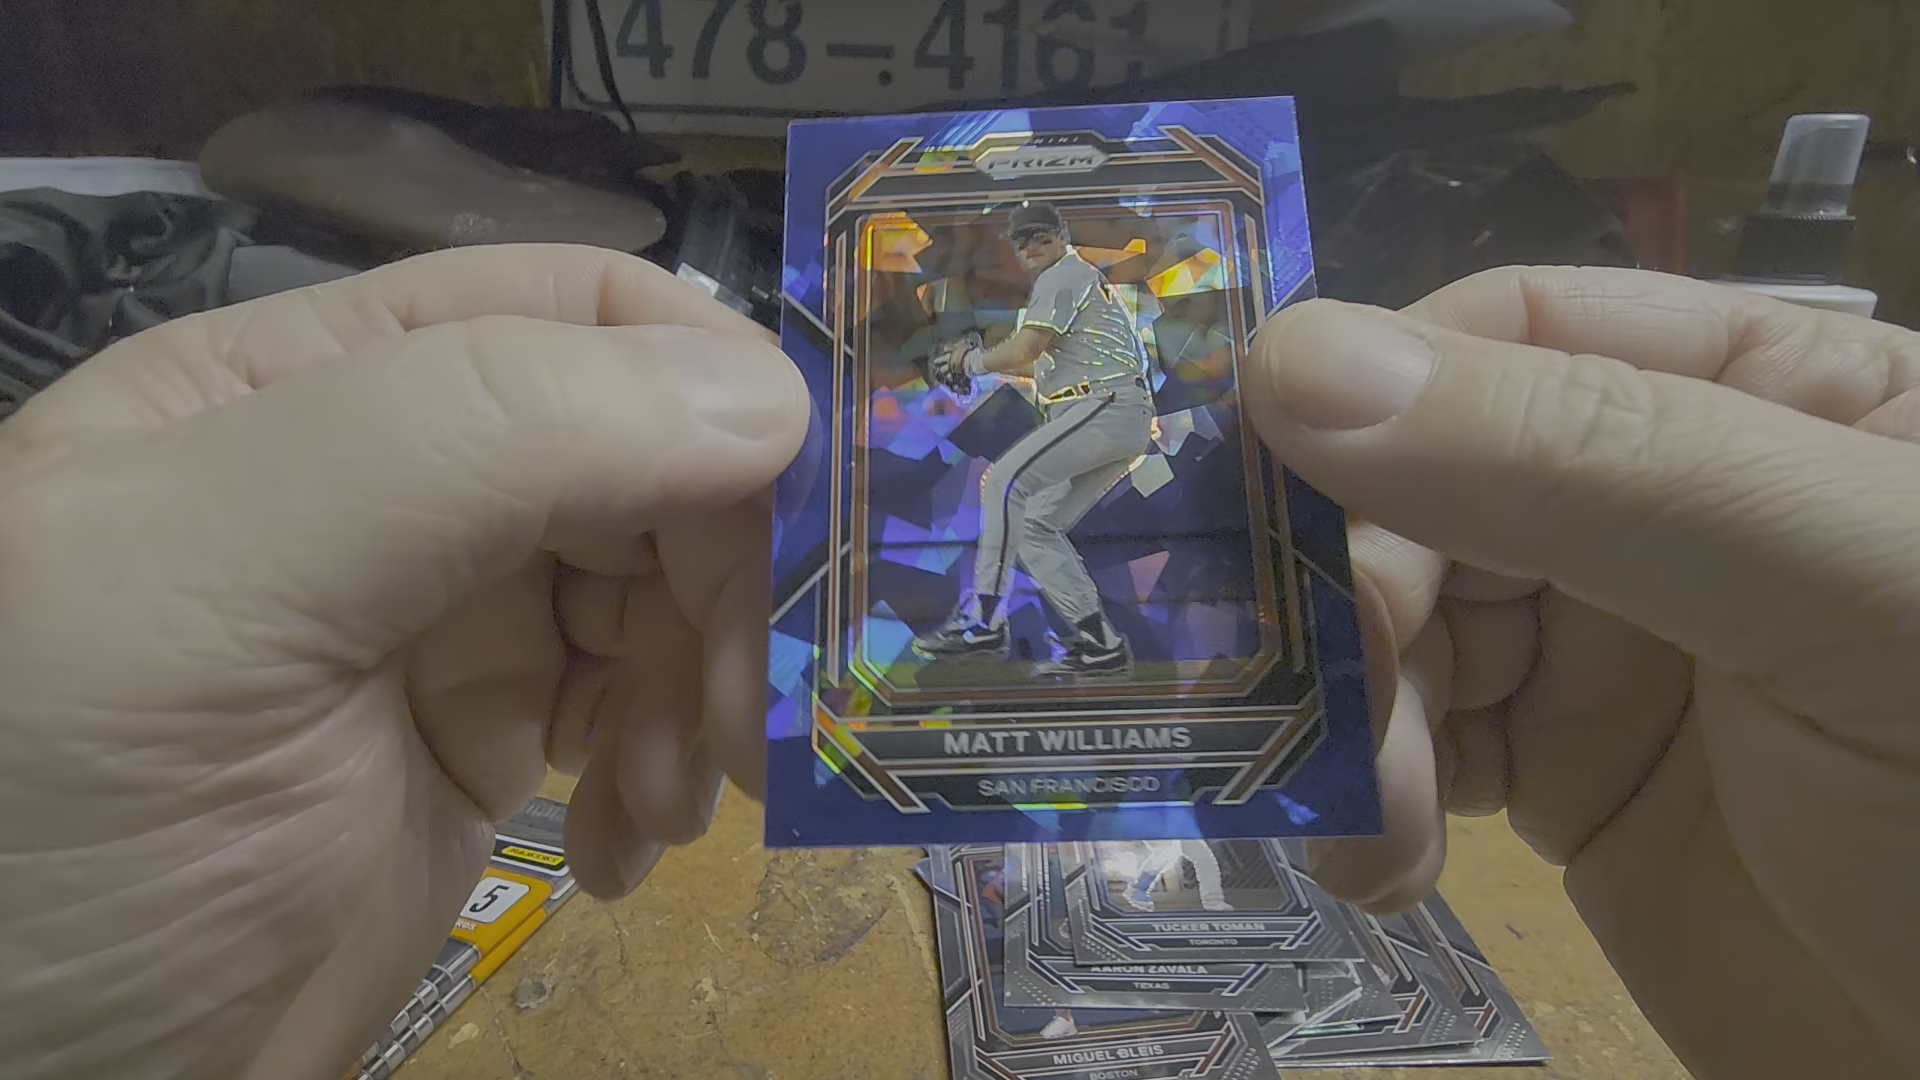 478-4161
PANINI
PRIZM
MATT WILLIAMS
SAN FRANCISCO
5
TUCKER TOMAN
TORONTO
AARON ZAVALA
TEXAS
MIGUEL BLEIS
BOSTON